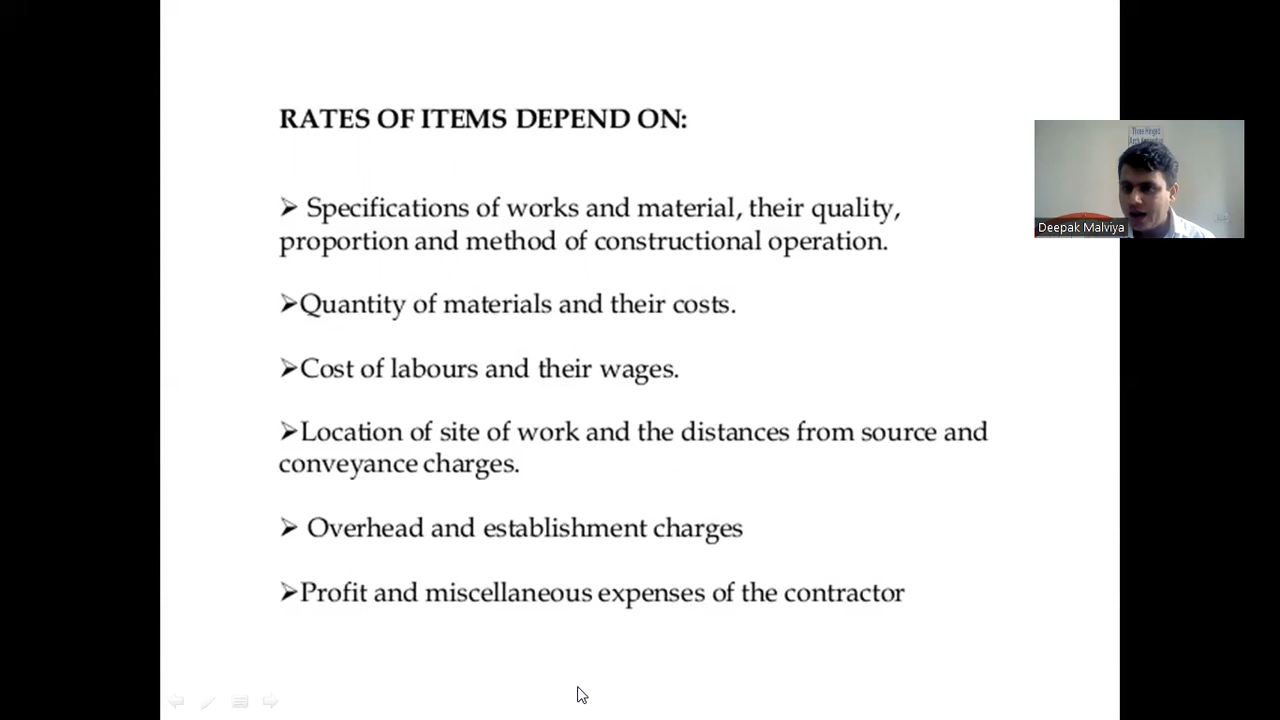 RATES OF ITEMS DEPEND ON:
➤ Specifications of works and material, their quality,
proportion and method of constructional operation.
➤Quantity of materials and their costs.
➤Cost of labours and their wages.
➤Location of site of work and the distances from source and
conveyance charges.
➤ Overhead and establishment charges
➤Profit and miscellaneous expenses of the contractor
Deepak Malviya